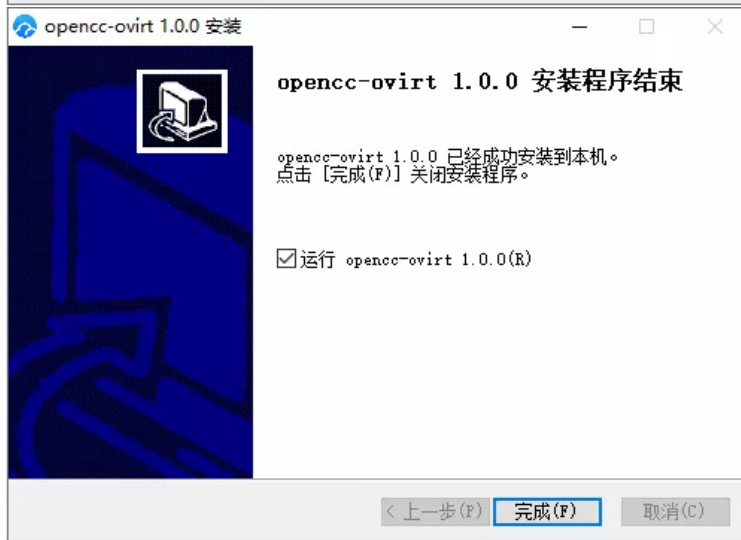 opencc-ovirt 1.0.0 安装
opencc-ovirt 1.0.0 安装程序结束
opencc-ovirt 1.0.0 已经成功安装到本机。
点击 [完成(F)] 关闭安装程序。
运行 opencc-ovirt 1.0.0(R)
< 上一步(P) 完成(F) 取消(C)